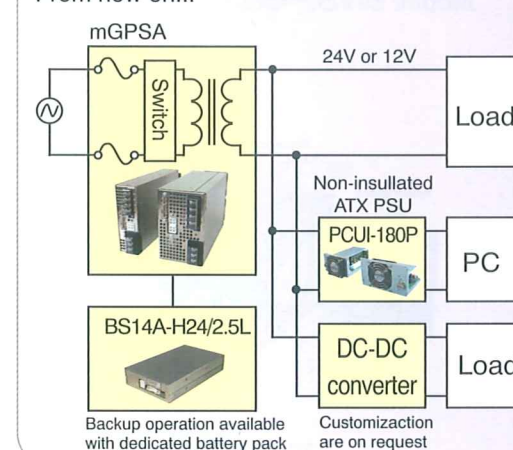 From now on...
mGPSA
24V or 12V
Switch
Load
Non-insullated
ATX PSU
PCUI-180P
PC
BS14A-H24/2.5L
DC-DC
converter
Load
Backup operation available
with dedicated battery pack
Customizaction
are on request